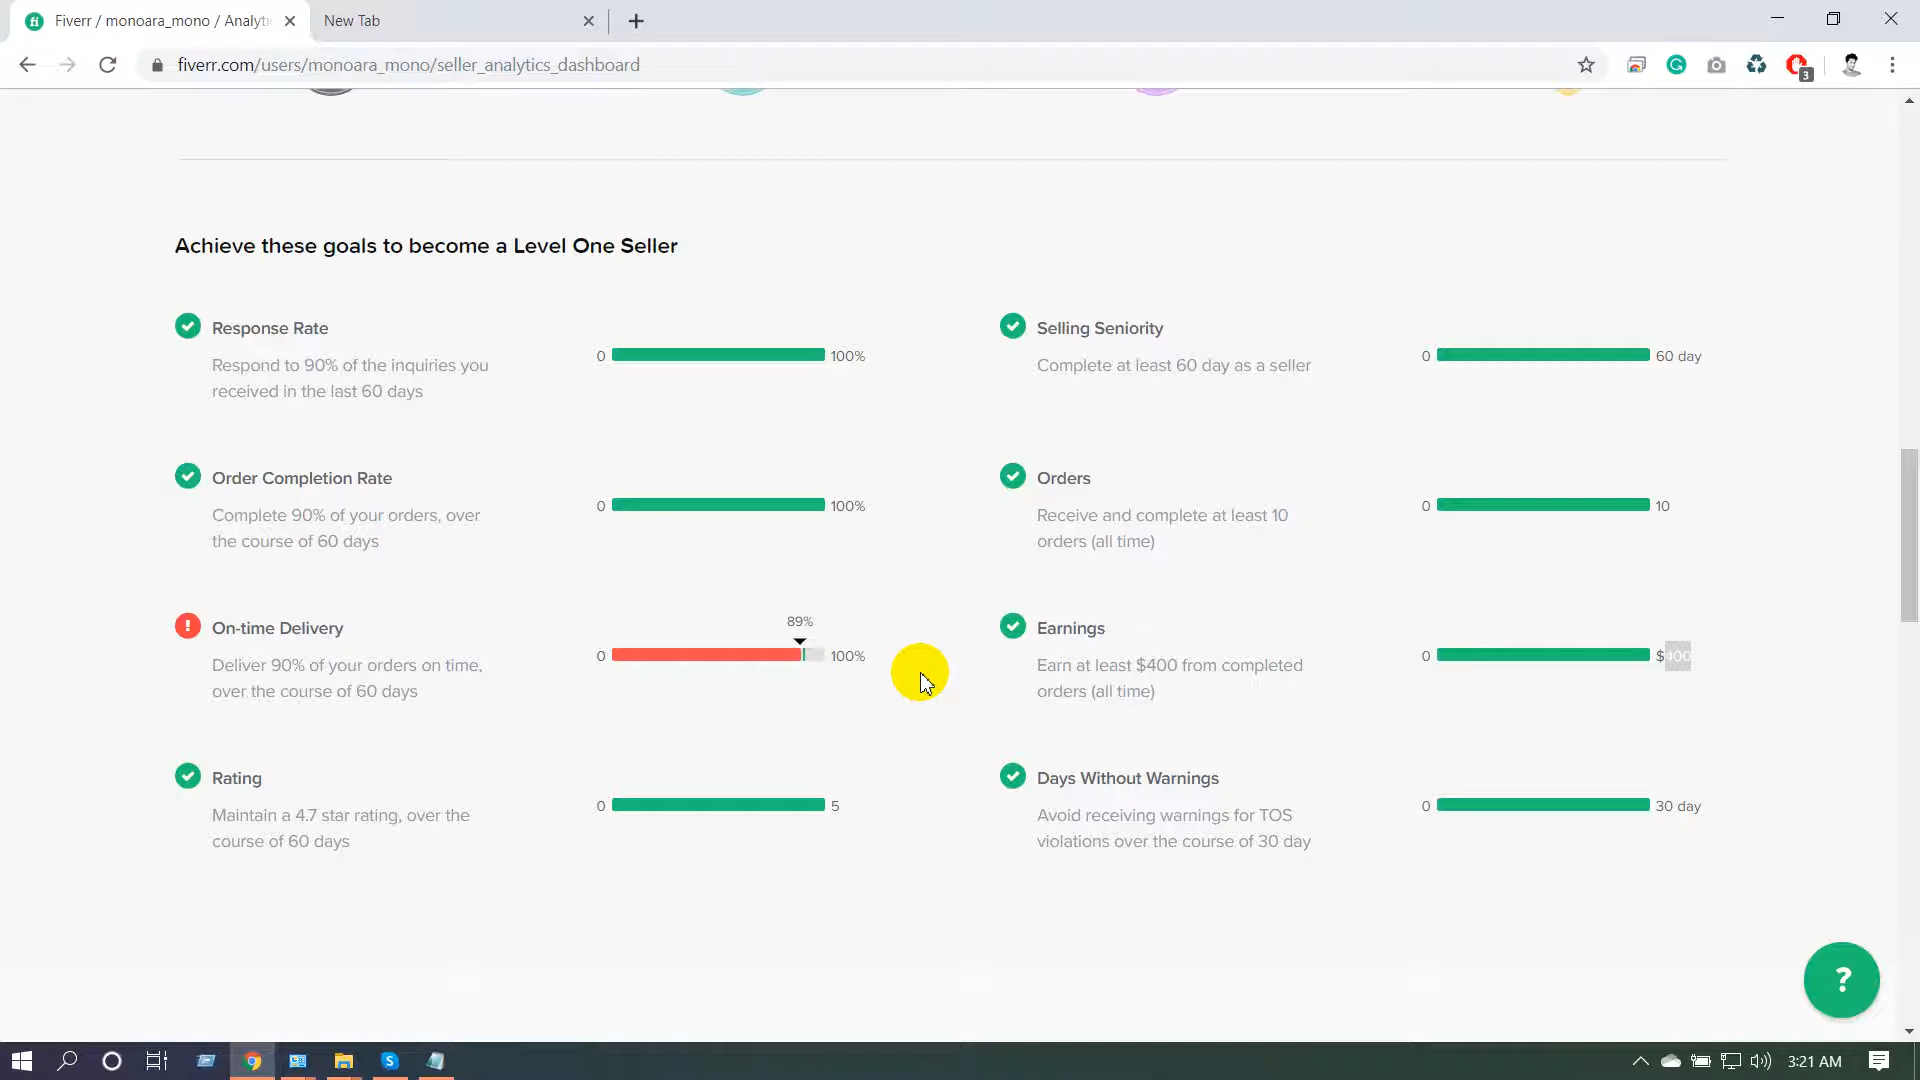 Fiverr / monoara_mono / Analyti
New Tab
fiverr.com/users/monoara_mono/seller_analytics_dashboard
3
Achieve these goals to become a Level One Seller
Response Rate
Respond to 90% of the inquiries you
received in the last 60 days
0 100%
Selling Seniority
Complete at least 60 day as a seller
0 60 day
Order Completion Rate
Complete 90% of your orders, over
the course of 60 days
0 100%
Orders
Receive and complete at least 10
orders (all time)
0 10
On-time Delivery
Deliver 90% of your orders on time,
over the course of 60 days
89%
0 100%
Earnings
Earn at least $400 from completed
orders (all time)
0 $400
Rating
Maintain a 4.7 star rating, over the
course of 60 days
0 5
Days Without Warnings
Avoid receiving warnings for TOS
violations over the course of 30 day
0 30 day
?
3:21 AM